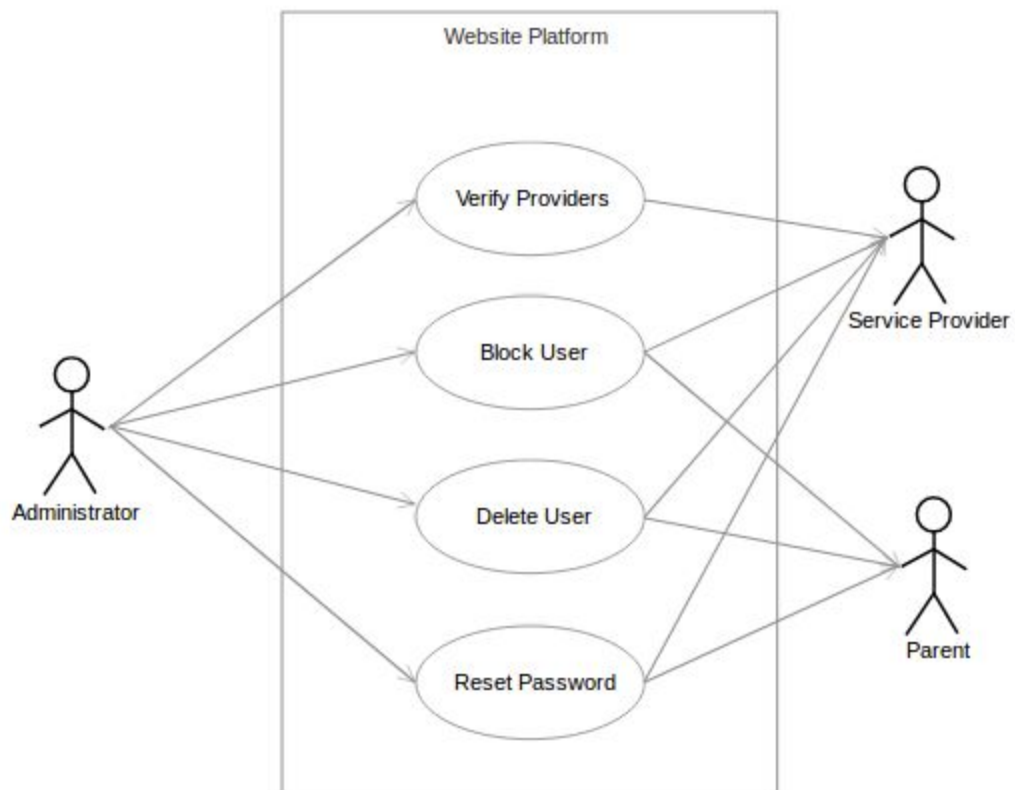 Website Platform
Verify Providers
Service Provider
Block User
Administrator
Delete User
Parent
Reset Password